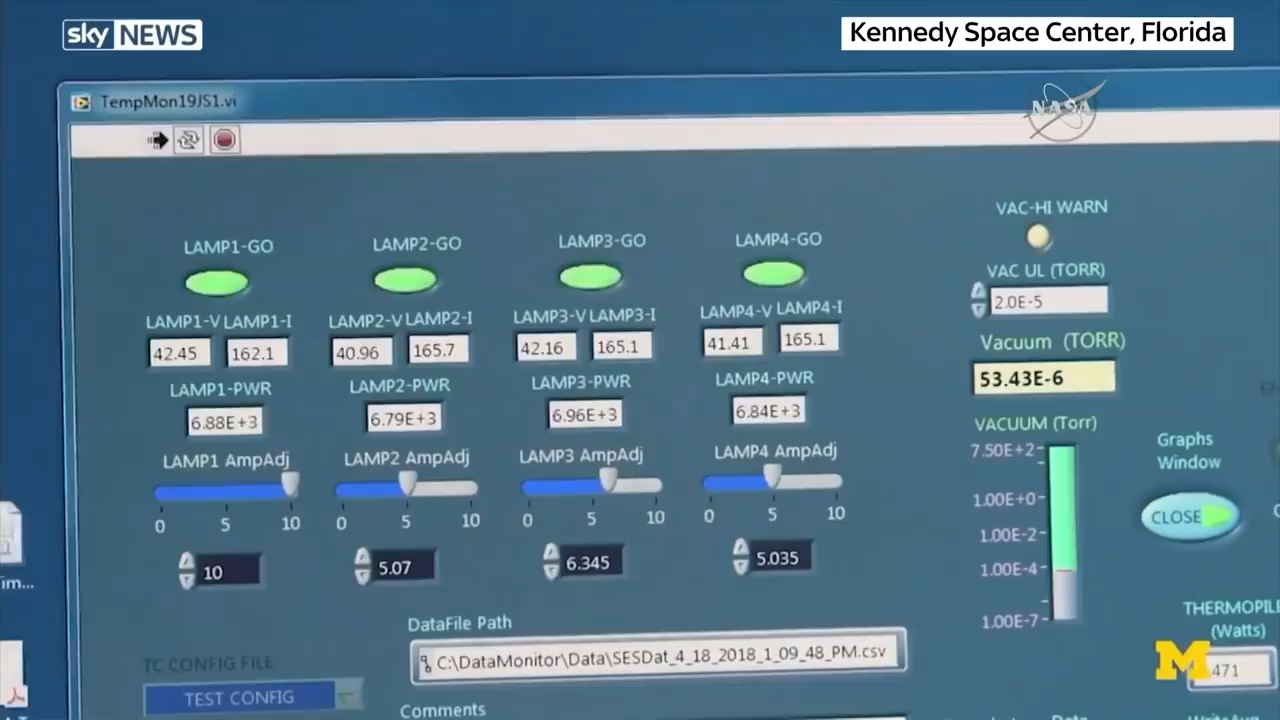 sky NEWS
Kennedy Space Center, Florida
TempMon19JS1.vi
NASA
VAC-HI WARN
LAMP1-GO LAMP2-GO LAMP3-GO LAMP4-GO
VAC UL (TORR)
2.0E-5
LAMP1-V LAMP1-I LAMP2-V LAMP2-I LAMP3-V LAMP3-I LAMP4-V LAMP4-I
42.45 162.1 40.96 165.7 42.16 165.1 41.41 165.1
Vacuum (TORR)
53.43E-6
LAMP1-PWR LAMP2-PWR LAMP3-PWR LAMP4-PWR
6.88E+3 6.79E+3 6.96E+3 6.84E+3
VACUUM (Torr)
7.50E+2
1.00E+0
1.00E-2
1.00E-4
1.00E-7
Graphs
Window
CLOSE
LAMP1 AmpAdj LAMP2 AmpAdj LAMP3 AmpAdj LAMP4 AmpAdj
0 5 10 0 5 10 0 5 10 0 5 10
10 5.07 6.345 5.035
im...
THERMOPILE
(Watts)
.471
M
DataFile Path
C:\DataMonitor\Data\SESDat_4_18_2018_1_09_48_PM.csv
TC CONFIG FILE
TEST CONFIG
Comments